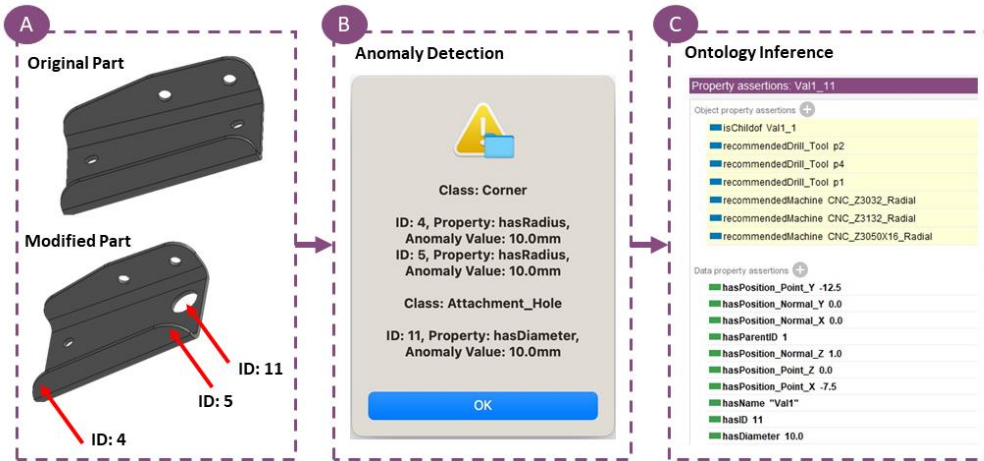 A
Original Part
Modified Part
ID: 11
ID: 5
ID: 4
B
Anomaly Detection
Class: Corner
ID: 4, Property: hasRadius,
Anomaly Value: 10.0mm
ID: 5, Property: hasRadius,
Anomaly Value: 10.0mm
Class: Attachment_Hole
ID: 11, Property: hasDiameter,
Anomaly Value: 10.0mm
OK
C
Ontology Inference
Property assertions: Val1_11
Object property assertions
isChildof Val1_1
recommendedDrill_Tool p2
recommendedDrill_Tool p4
recommendedDrill_Tool p1
recommendedMachine CNC_Z3032_Radial
recommendedMachine CNC_Z3132_Radial
recommendedMachine CNC_Z3050X16_Radial
Data property assertions
hasPosition_Point_Y -12.5
hasPosition_Normal_Y 0.0
hasPosition_Normal_X 0.0
hasParentID 1
hasPosition_Normal_Z 1.0
hasPosition_Point_Z 0.0
hasPosition_Point_X -7.5
hasName "Val1"
hasID 11
hasDiameter 10.0